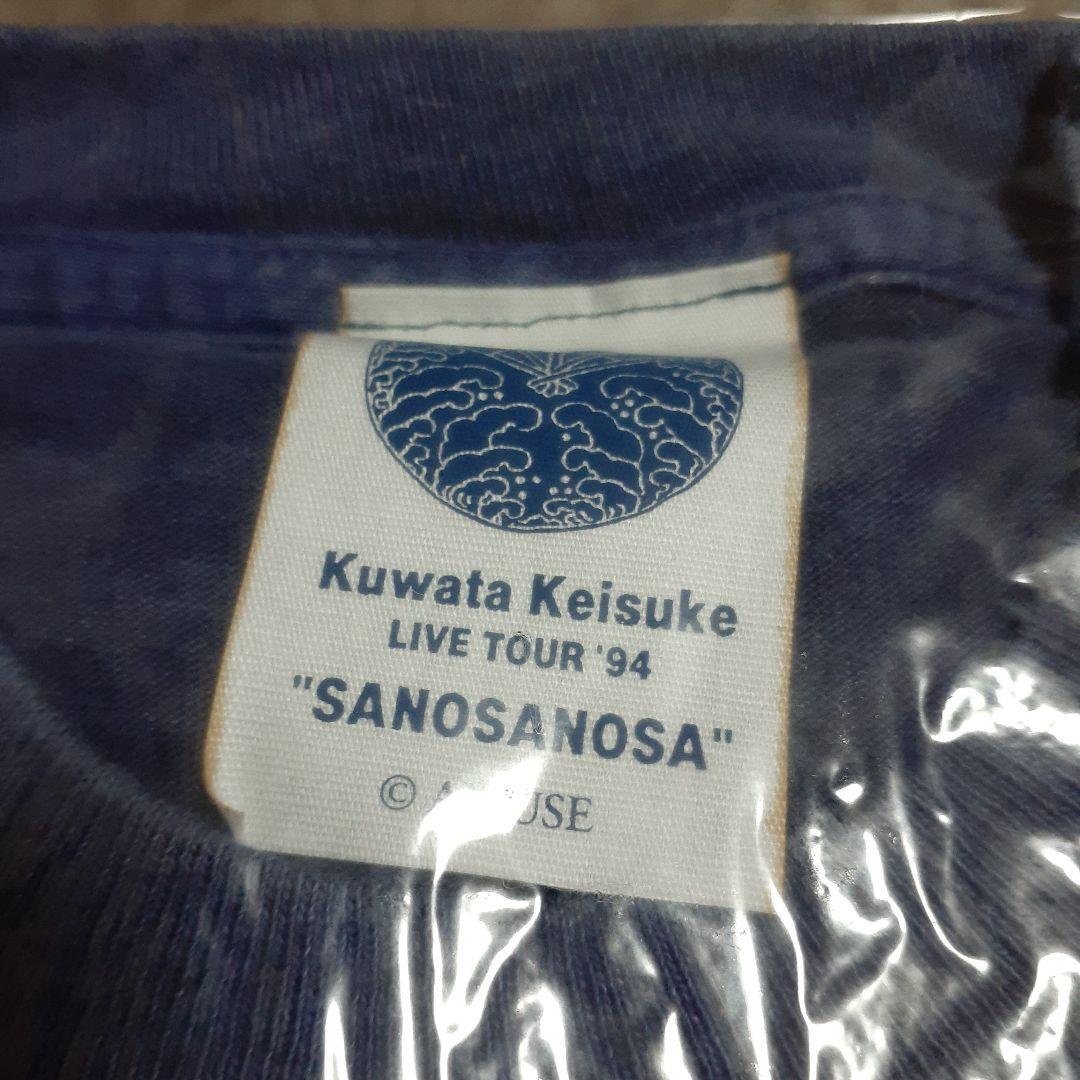 Kuwata Keisuke
LIVE TOUR '94
"SANOSANOSA"
©